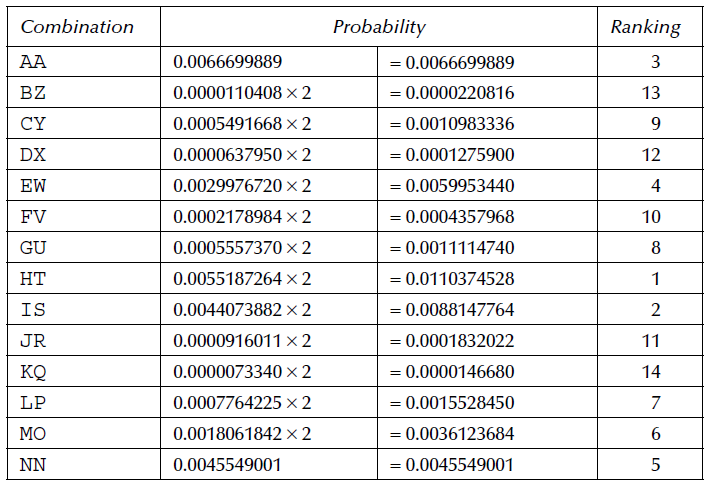 Combination Probability Ranking
AA 0.0066699889 = 0.0066699889 3
BZ 0.0000110408 × 2 = 0.0000220816 13
CY 0.0005491668 × 2 = 0.0010983336 9
DX 0.0000637950 × 2 = 0.0001275900 12
EW 0.0029976720 × 2 = 0.0059953440 4
FV 0.0002178984 × 2 = 0.0004357968 10
GU 0.0005557370 × 2 = 0.0011114740 8
HT 0.0055187264 × 2 = 0.0110374528 1
IS 0.0044073882 × 2 = 0.0088147764 2
JR 0.0000916011 × 2 = 0.0001832022 11
KQ 0.0000073340 × 2 = 0.0000146680 14
LP 0.0007764225 × 2 = 0.0015528450 7
MO 0.0018061842 × 2 = 0.0036123684 6
NN 0.0045549001 = 0.0045549001 5